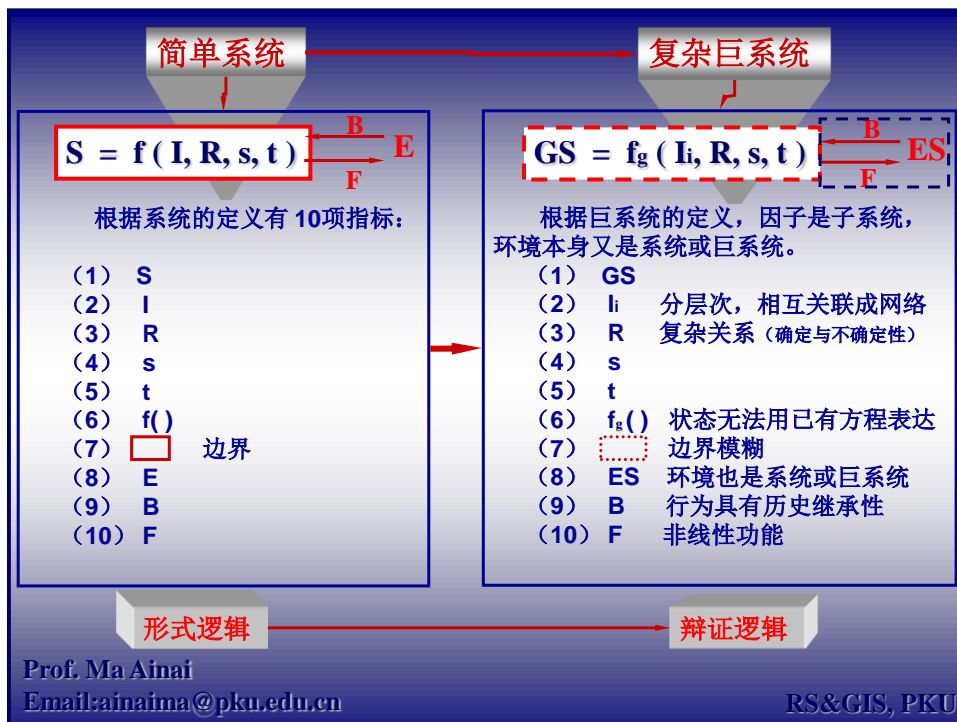 简单系统
复杂巨系统
S = f ( I, R, s, t )
B
E
F
根据系统的定义有 10项指标：
（1） S
（2） I
（3） R
（4） s
（5） t
（6） f( )
（7） 边界
（8） E
（9） B
（10） F
GS = fg ( Ii, R, s, t )
B
ES
F
根据巨系统的定义，因子是子系统，
环境本身又是系统或巨系统。
（1） GS
（2） Ii 分层次，相互关联成网络
（3） R 复杂关系（确定与不确定性）
（4） s
（5） t
（6） fg( ) 状态无法用已有方程表达
（7） 边界模糊
（8） ES 环境也是系统或巨系统
（9） B 行为具有历史继承性
（10） F 非线性功能
形式逻辑
辩证逻辑
Prof. Ma Ainai
Email:ainaima@pku.edu.cn
RS&GIS, PKU